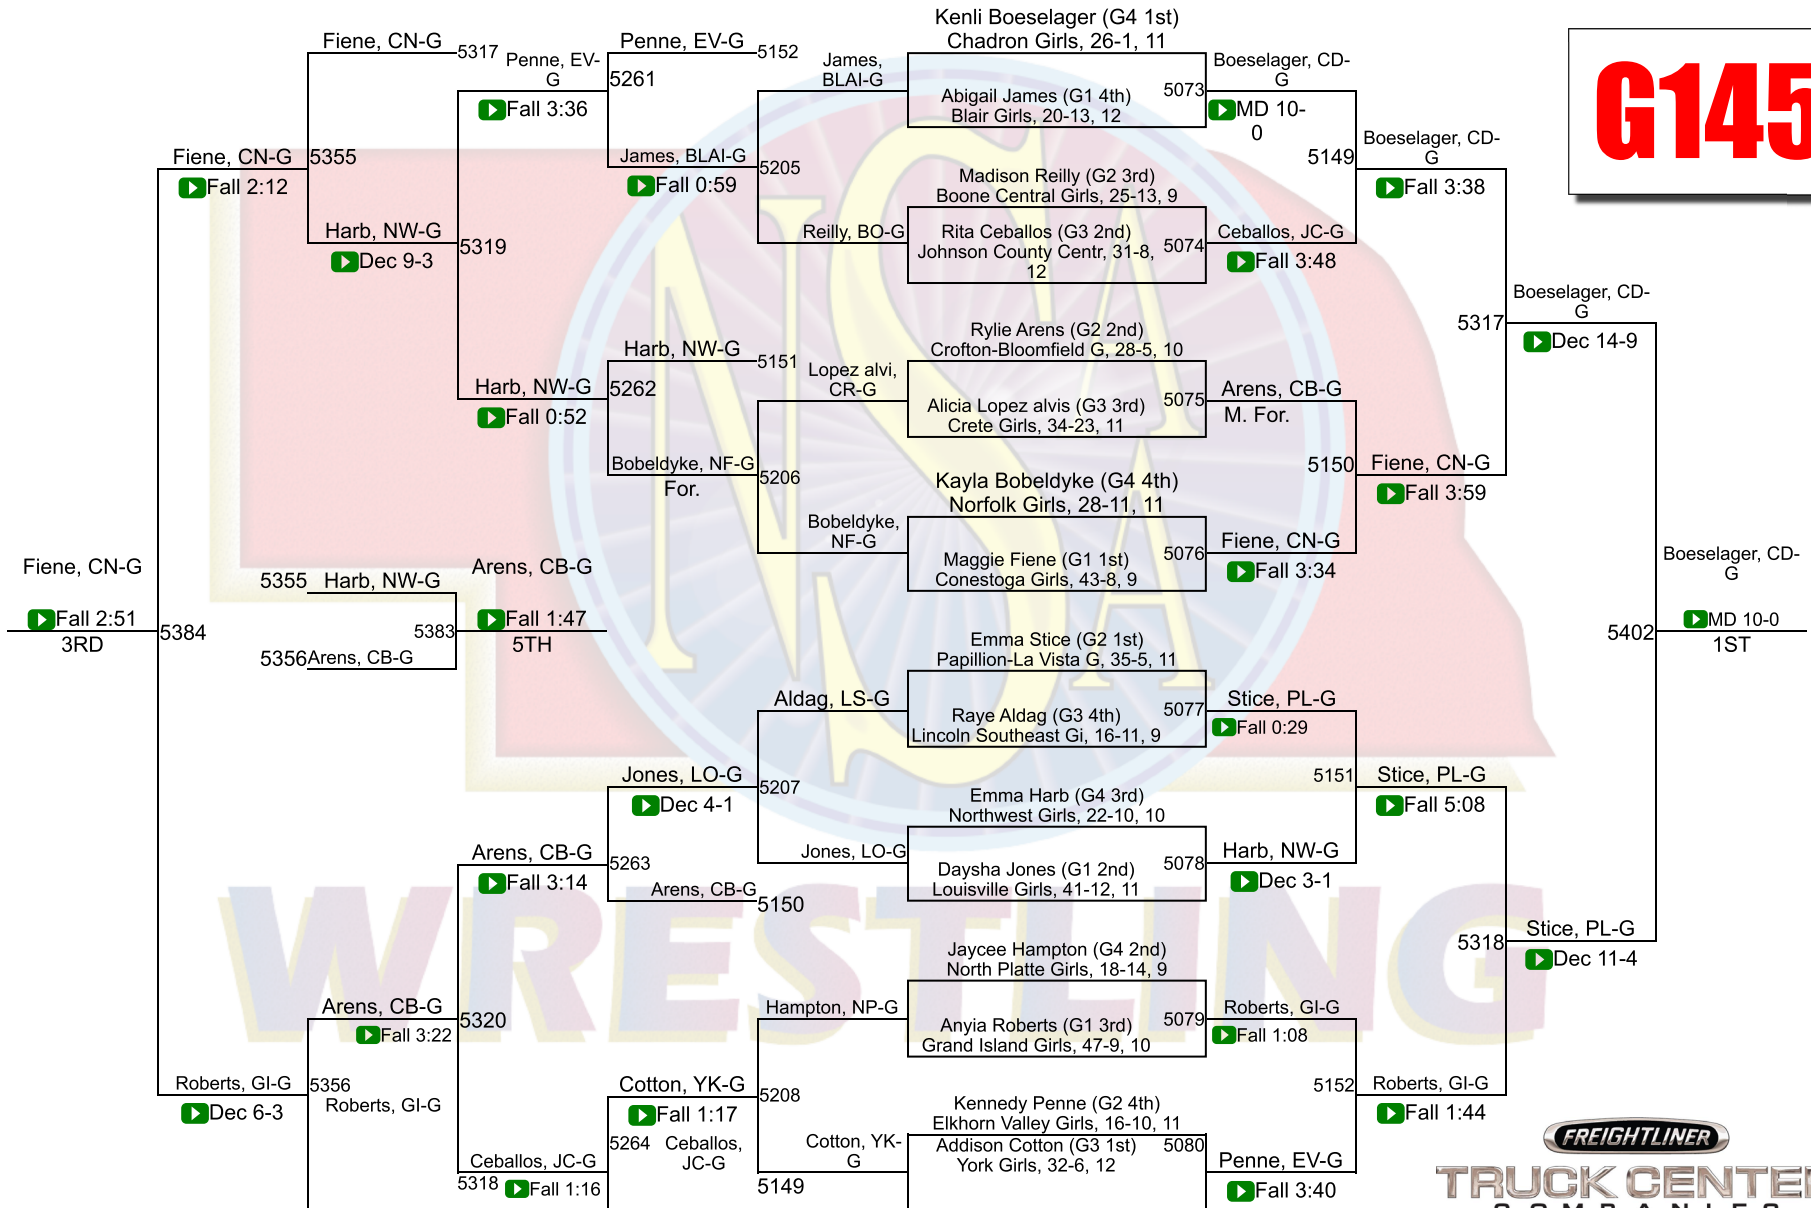 Kenli Boeselager (G4 1st)
Chadron Girls, 26-1, 11
Abigail James (G1 4th)
Blair Girls, 20-13, 12
5073
Madison Reilly (G2 3rd)
Boone Central Girls, 25-13, 9
Rita Ceballos (G3 2nd)
Johnson County Centr, 31-8,
12
5074
Rylie Arens (G2 2nd)
Crofton-Bloomfield G, 28-5, 10
Alicia Lopez alvis (G3 3rd)
Crete Girls, 34-23, 11
5075
Kayla Bobeldyke (G4 4th)
Norfolk Girls, 28-11, 11
Maggie Fiene (G1 1st)
Conestoga Girls, 43-8, 9
5076
Emma Stice (G2 1st)
Papillion-La Vista G, 35-5, 11
Raye Aldag (G3 4th)
Lincoln Southeast Gi, 16-11, 9
5077
Emma Harb (G4 3rd)
Northwest Girls, 22-10, 10
Daysha Jones (G1 2nd)
Louisville Girls, 41-12, 11
5078
Jaycee Hampton (G4 2nd)
North Platte Girls, 18-14, 9
Anyia Roberts (G1 3rd)
Grand Island Girls, 47-9, 10
5079
Kennedy Penne (G2 4th)
Elkhorn Valley Girls, 16-10, 11
Addison Cotton (G3 1st)
York Girls, 32-6, 12
5080
Boeselager, CD-
G
MD 10-
0
Ceballos, JC-G
Fall 3:48
Arens, CB-G
M. For.
Fiene, CN-G
Fall 3:34
Stice, PL-G
Fall 0:29
Harb, NW-G
Dec 3-1
Roberts, GI-G
Fall 1:08
Penne, EV-G
Fall 3:40
5149
Boeselager, CD-
G
Fall 3:38
5150
Fiene, CN-G
Fall 3:59
5151
Stice, PL-G
Fall 5:08
5152
Roberts, GI-G
Fall 1:44
5317
Boeselager, CD-
G
Dec 14-9
5318
Stice, PL-G
Dec 11-4
5402
Boeselager, CD-
G
MD 10-0
1ST
James,
BLAI-G
Reilly, BO-G
Lopez alvi,
CR-G
Bobeldyke,
NF-G
Aldag, LS-G
Jones, LO-G
Hampton, NP-G
Cotton, YK-
G
Penne, EV-G
5152
James, BLAI-G
Fall 0:59
5205
Harb, NW-G
5151
Bobeldyke, NF-G
For.
5206
Jones, LO-G
Dec 4-1
5207
Arens, CB-G
5150
Cotton, YK-G
Fall 1:17
5208
Ceballos,
JC-G
5149
Penne, EV-
G
Fall 3:36
5261
Harb, NW-G
Fall 0:52
5262
Arens, CB-G
Fall 3:14
5263
Ceballos, JC-G
Fall 1:16
5264
Fiene, CN-G
5317
Harb, NW-G
Dec 9-3
5319
Arens, CB-G
Fall 3:22
5320
Roberts, GI-G
5318
Fiene, CN-G
Fall 2:12
5355
Roberts, GI-G
Dec 6-3
5356
Fiene, CN-G
Fall 2:51
3RD
5384
5355
Harb, NW-G
5356
Arens, CB-G
5383
Arens, CB-G
Fall 1:47
5TH
G145
NSAA
WRESTLING
FREIGHTLINER
TRUCK CENTER
COMPANIES